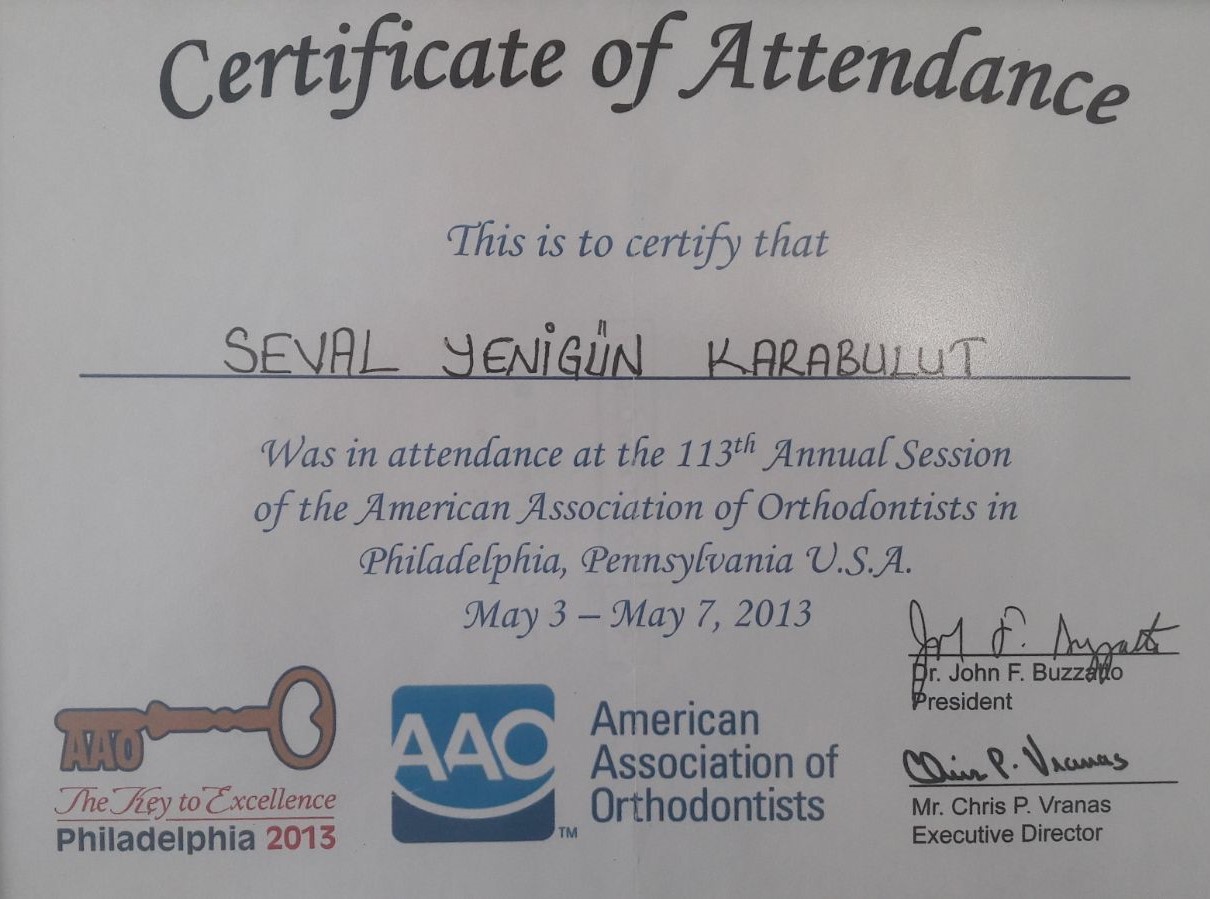 Certificate of Attendance
This is to certify that
SEVAL YENİGÜN KARABULUT
Was in attendance at the 113th Annual Session
of the American Association of Orthodontists in
Philadelphia, Pennsylvania U.S.A.
May 3 – May 7, 2013
Dr. John F. Buzzatto
President
Chris P. Vranas
Mr. Chris P. Vranas
Executive Director
AAO
The Key to Excellence
Philadelphia 2013
AAO
TM
American
Association of
Orthodontists